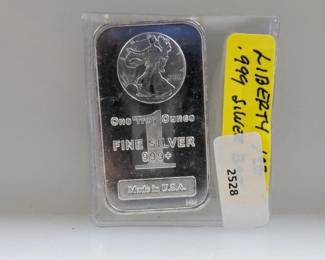 One Troy Ounce
1
FINE SILVER
999+
Made in U.S.A.
LIBERTY
.999 Silver
2528